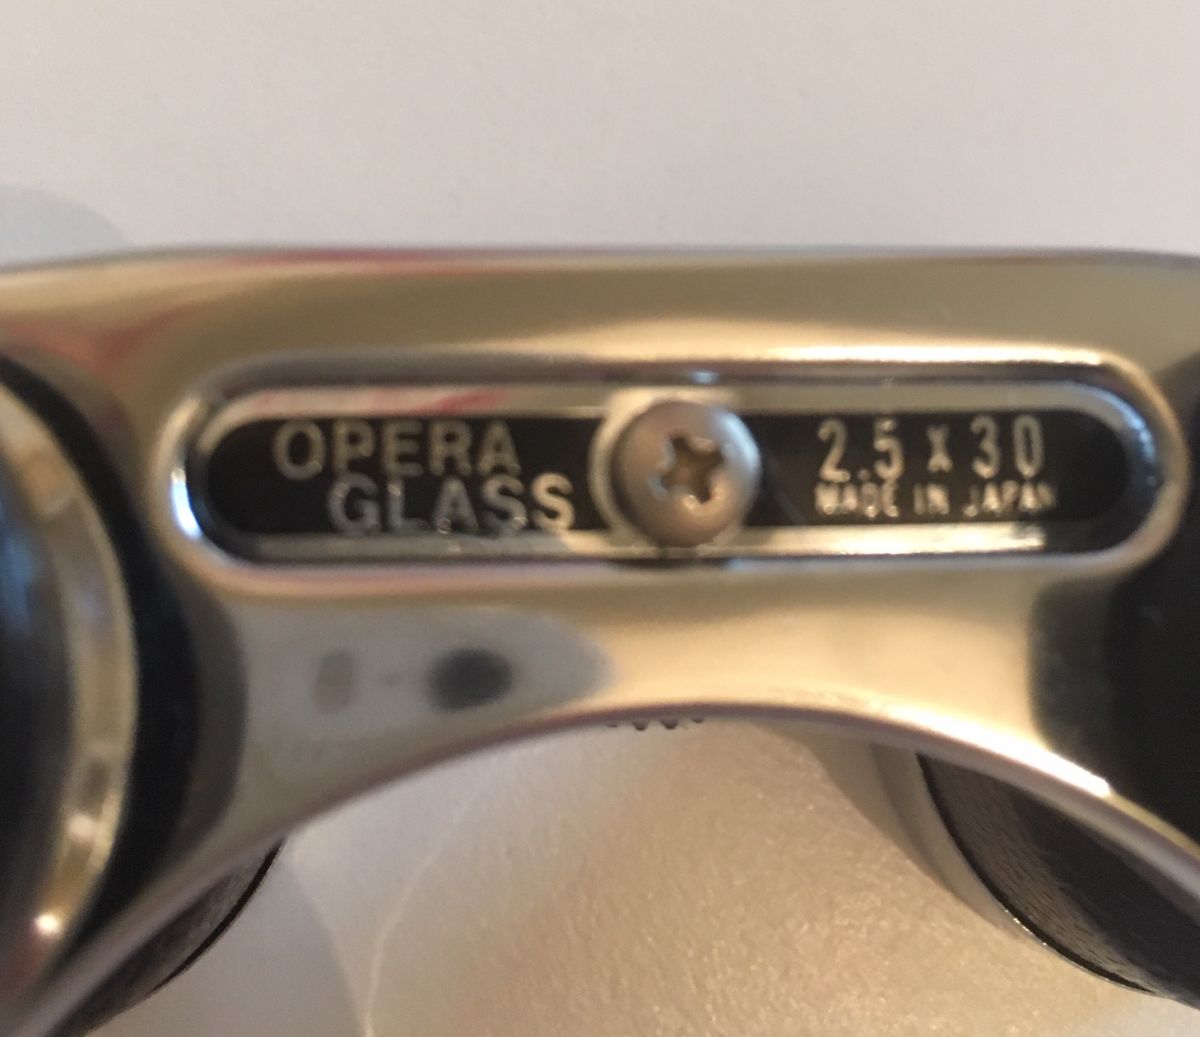 OPERA
GLASS
2.5 x 30
MADE IN JAPAN